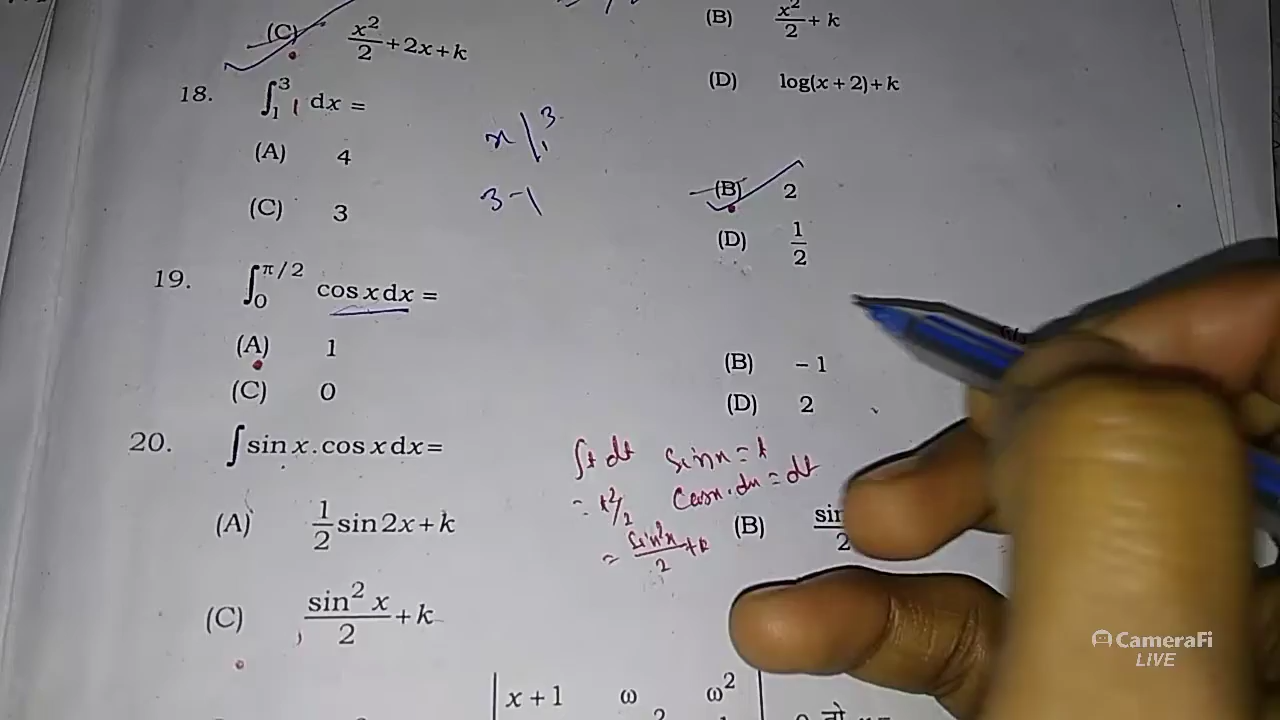 (C) x²/2 + 2x + k
(B) x²/2 + k
(D) log(x + 2) + k
18. ∫₁³ 1 dx =
x |₁³
(A) 4
(B) 2
3 - 1
(C) 3
(D) 1/2
19. ∫₀^π/2 cos x dx =
(A) 1
(B) - 1
(C) 0
(D) 2
20. ∫ sin x . cos x dx =
∫t dt sin x = t
= t²/2 cos x . dx = dt
= sin²x/2 + k
(A) 1/2 sin 2x + k
(B) sin
2
(C) sin² x/2 + k
x + 1 ω ω²
CameraFi
LIVE